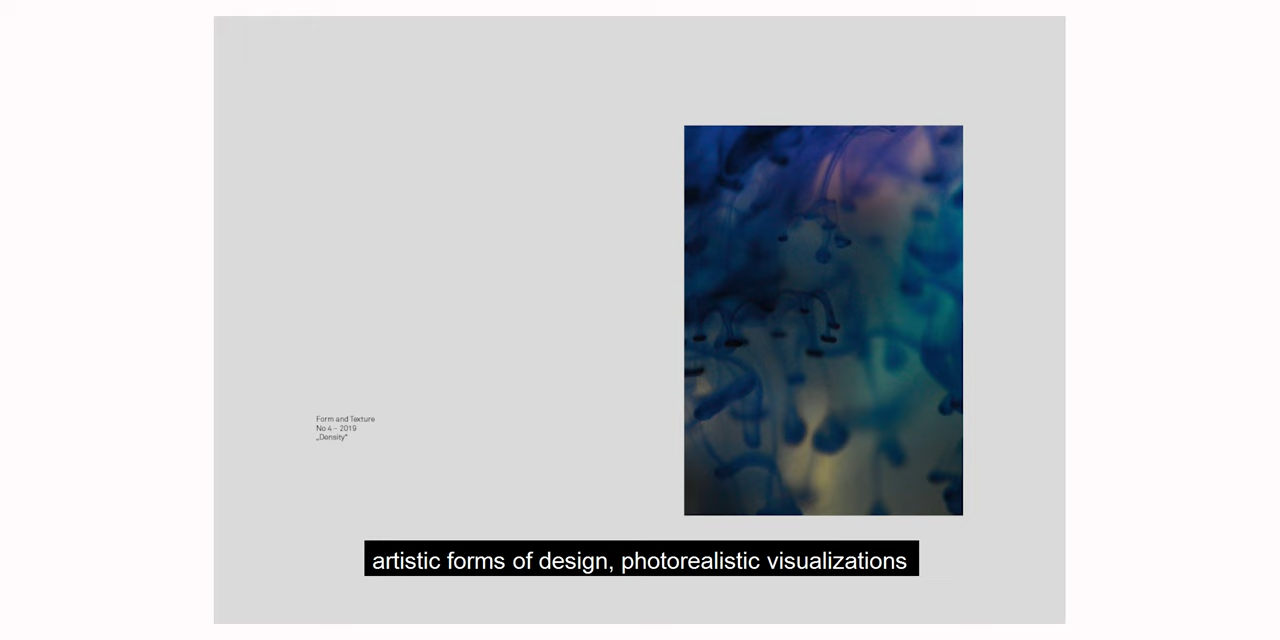 Form and Texture
No 4 – 2019
„Density“
artistic forms of design, photorealistic visualizations